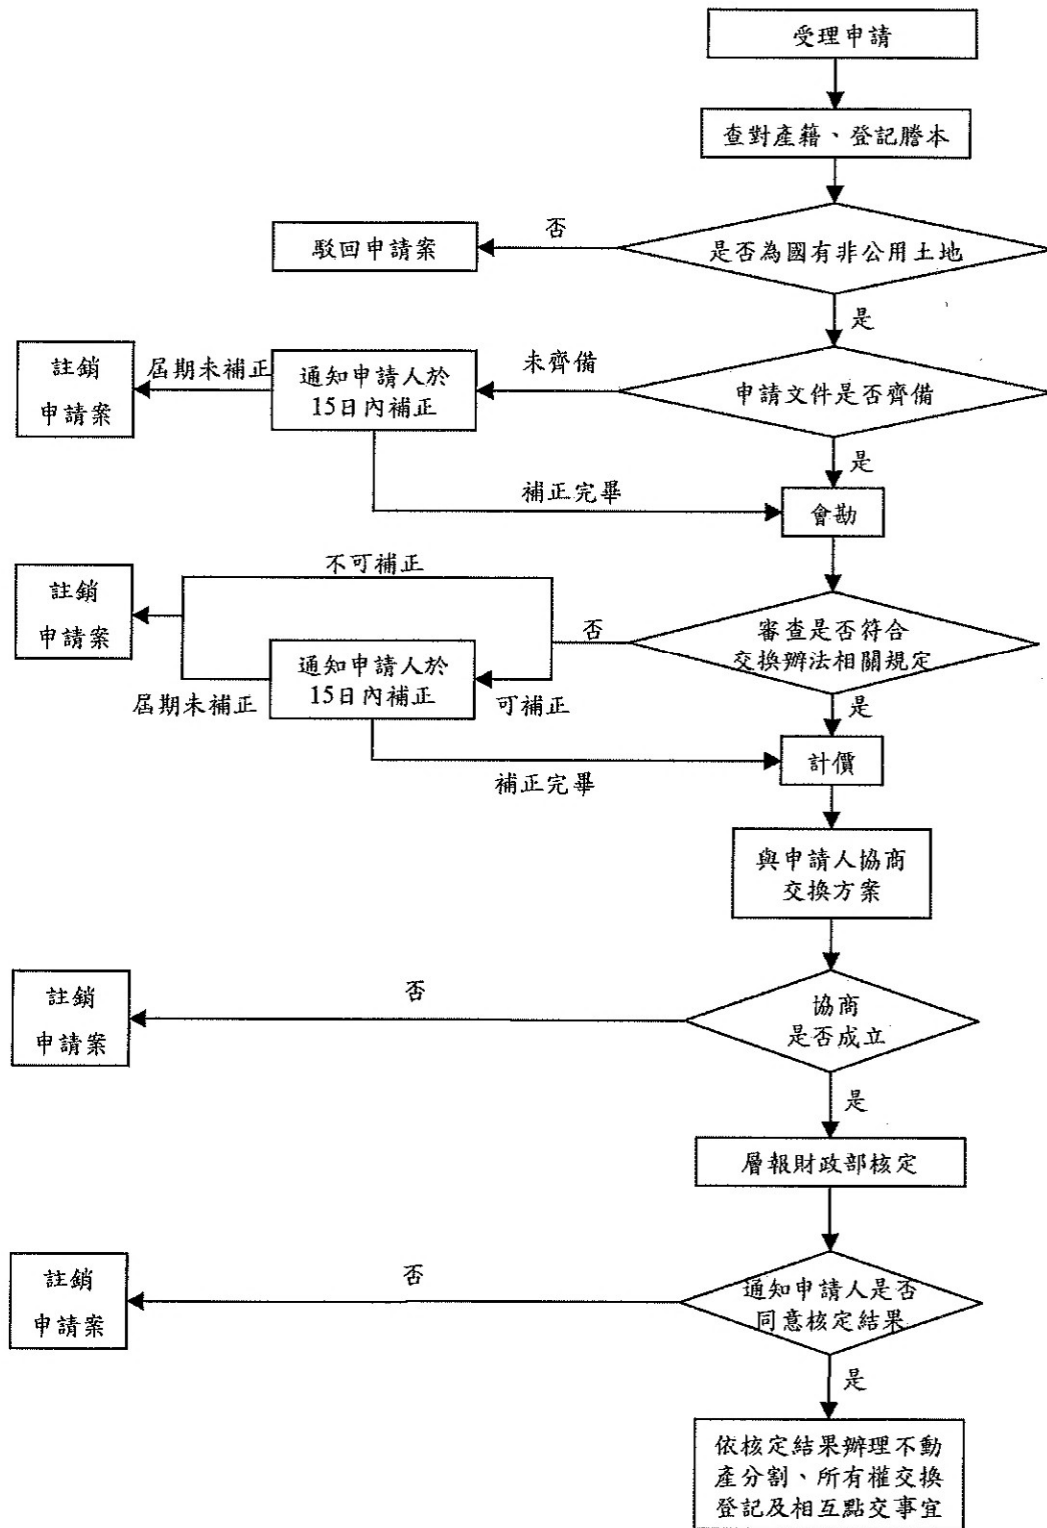 受理申請
查對產籍、登記謄本
是否為國有非公用土地
否
駁回申請案
是
申請文件是否齊備
未齊備
通知申請人於
15日內補正
屆期未補正
註銷
申請案
是
補正完畢
會勘
審查是否符合
交換辦法相關規定
否
不可補正
可補正
通知申請人於
15日內補正
屆期未補正
註銷
申請案
是
補正完畢
計價
與申請人協商
交換方案
協商
是否成立
否
註銷
申請案
是
層報財政部核定
通知申請人是否
同意核定結果
否
註銷
申請案
是
依核定結果辦理不動
產分割、所有權交換
登記及相互點交事宜